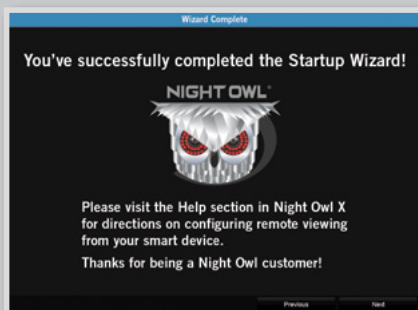 Wizard Complete
You've successfully completed the Startup Wizard!
NIGHT OWL®
Please visit the Help section in Night Owl X
for directions on configuring remote viewing
from your smart device.
Thanks for being a Night Owl customer!
Previous Next